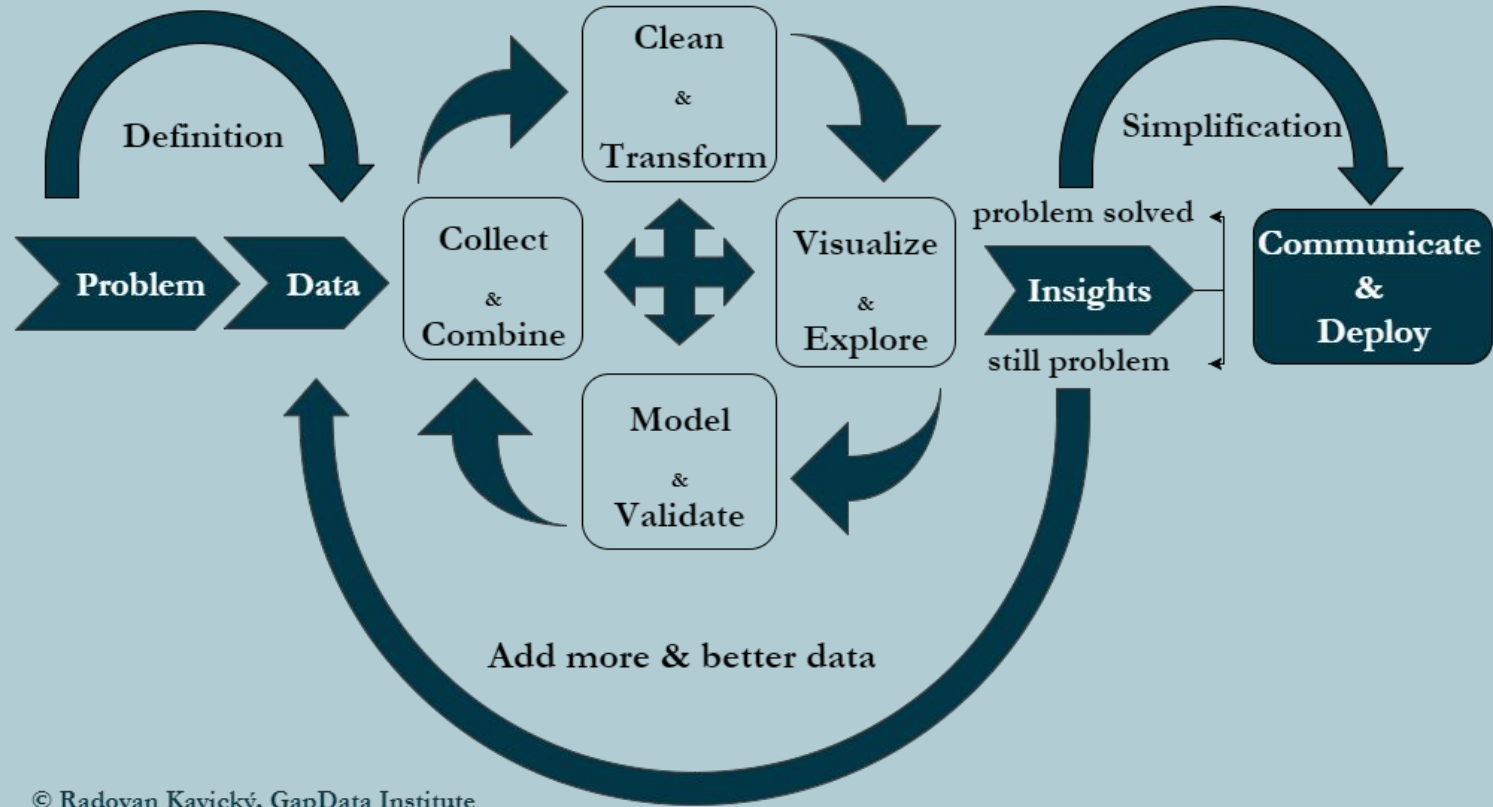 Definition
Problem
Data
Collect
&
Combine
Clean
&
Transform
Visualize
&
Explore
Model
&
Validate
problem solved
Insights
still problem
Simplification
Communicate
&
Deploy
Add more & better data
© Radovan Kavický, GapData Institute